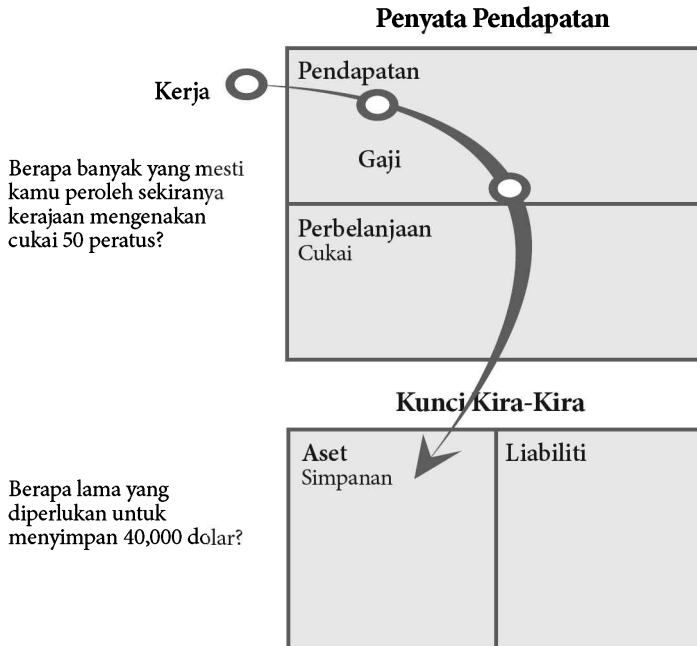 Penyata Pendapatan
Pendapatan
Kerja
Gaji
Berapa banyak yang mesti
kamu peroleh sekiranya
kerajaan mengenakan
cukai 50 peratus?
Perbelanjaan
Cukai
Kunci Kira-Kira
Aset
Simpanan
Liabiliti
Berapa lama yang
diperlukan untuk
menyimpan 40,000 dolar?